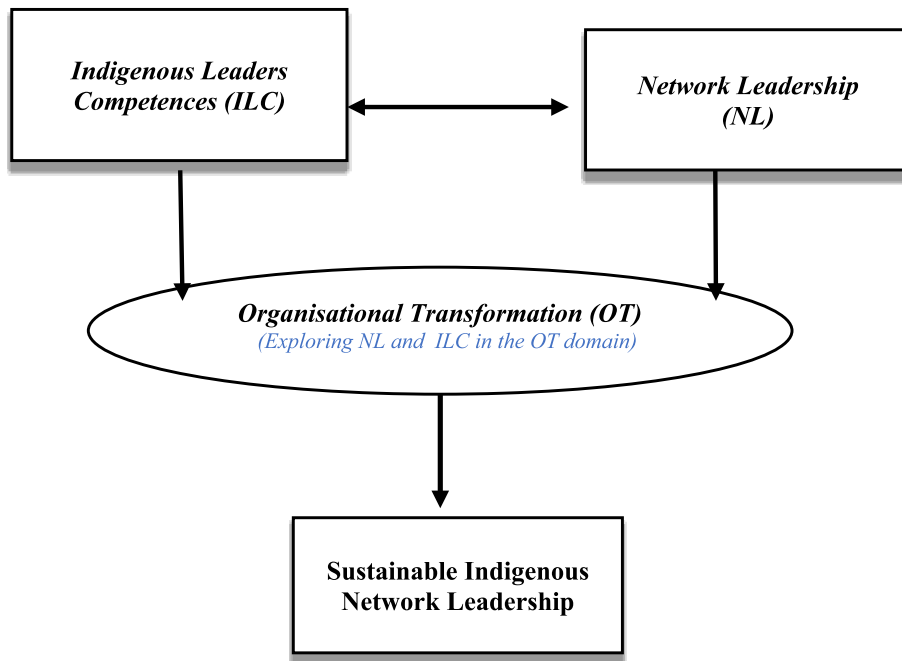 Indigenous Leaders
Competences (ILC)
Network Leadership
(NL)
Organisational Transformation (OT)
(Exploring NL and ILC in the OT domain)
Sustainable Indigenous
Network Leadership